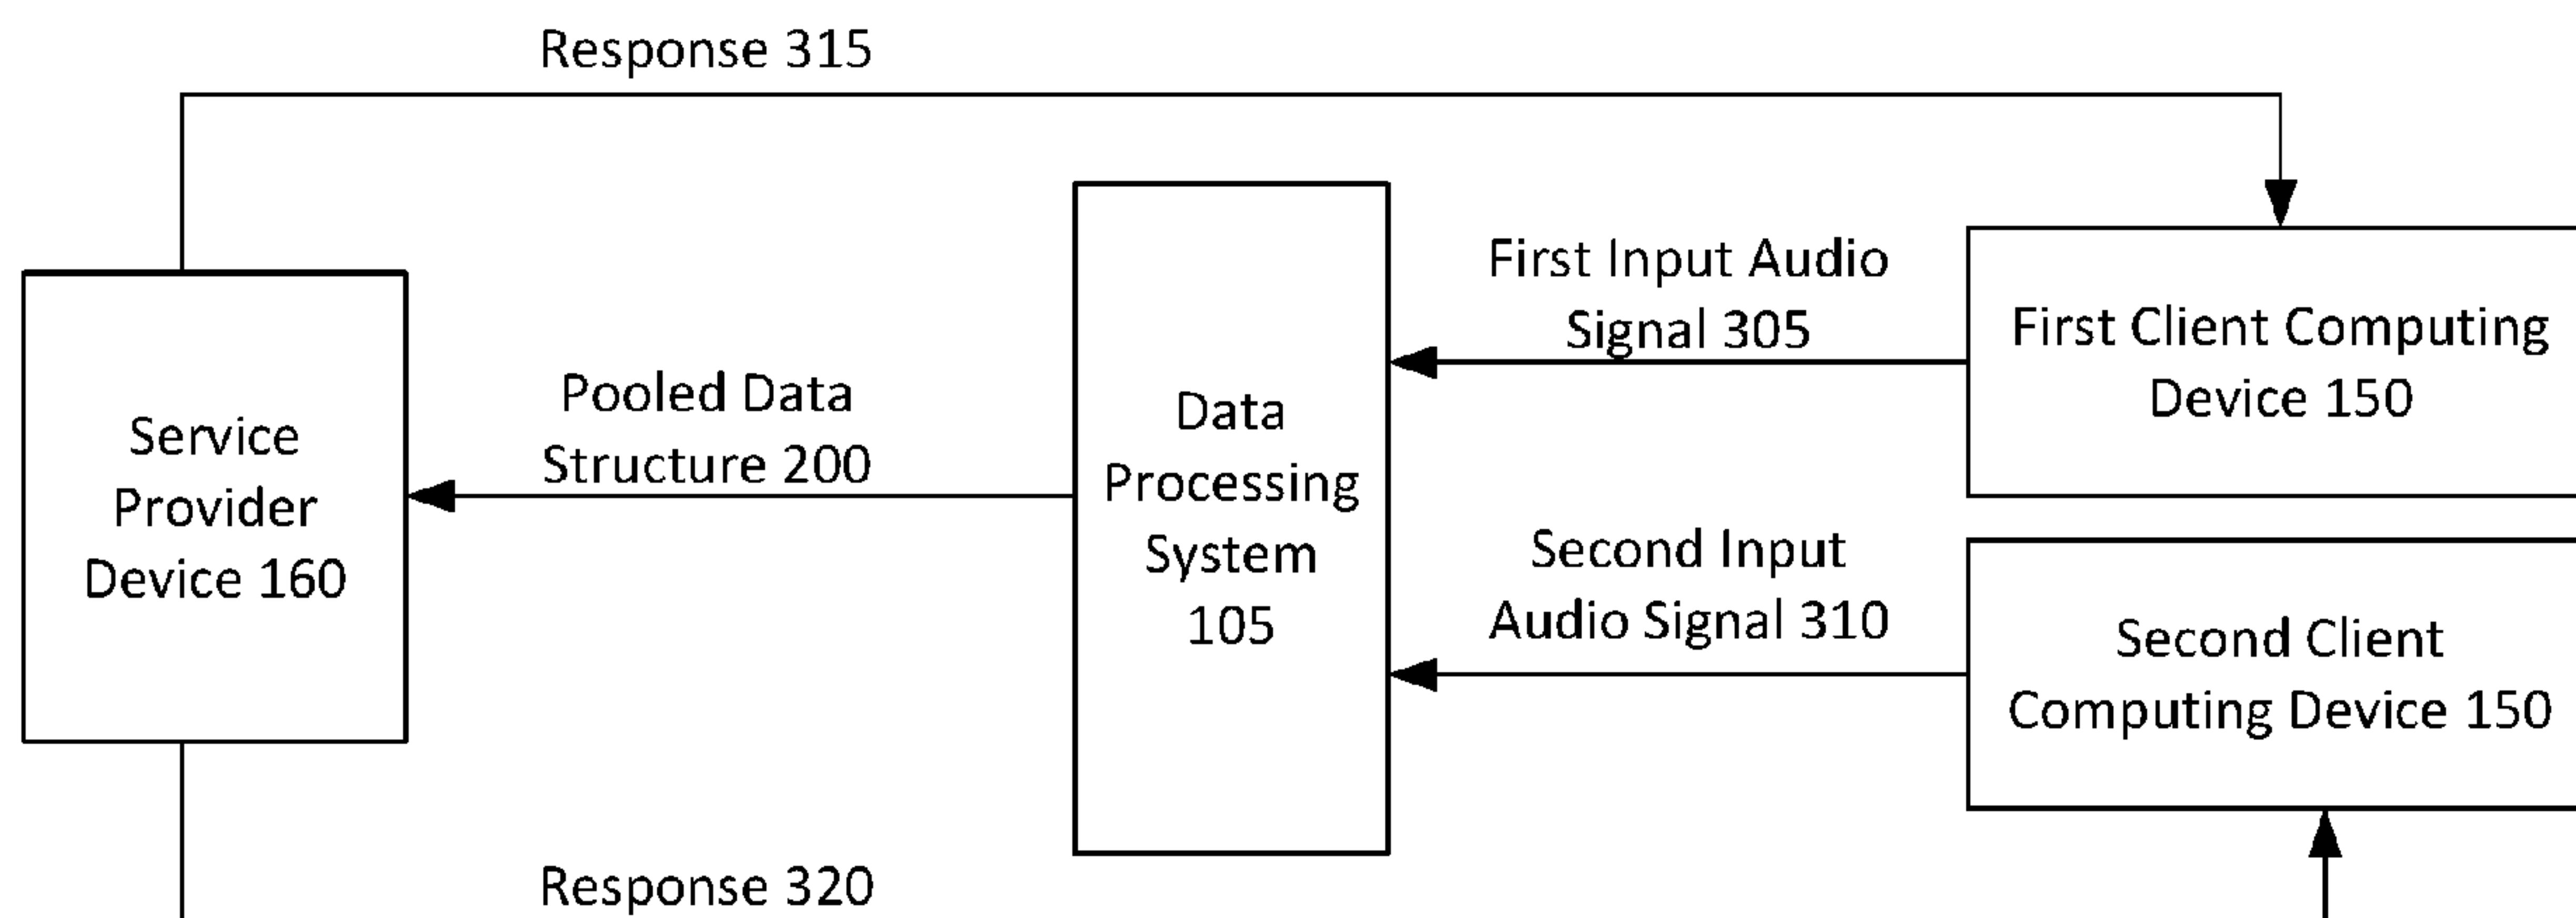 Response 315
Service
Provider
Device 160
Pooled Data
Structure 200
Data
Processing
System
105
First Input Audio
Signal 305
First Client Computing
Device 150
Second Input
Audio Signal 310
Second Client
Computing Device 150
Response 320